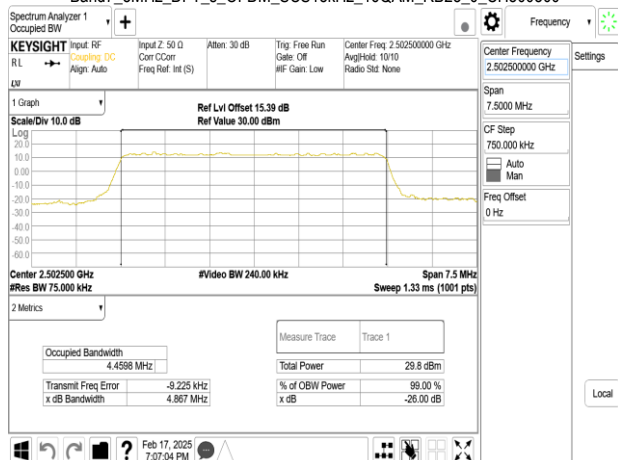 Spectrum Analyzer 1
Occupied BW
+
Frequency
Settings
KEYSIGHT
RL
LXI
Input: RF
Coupling: DC
Align: Auto
Input Z: 50 Ω
Corr CCorr
Freq Ref: Int (S)
Atten: 30 dB
Trig: Free Run
Gate: Off
#IF Gain: Low
Center Freq: 2.502500000 GHz
Avg|Hold: 10/10
Radio Std: None
Center Frequency
2.502500000 GHz
Span
7.5000 MHz
CF Step
750.000 kHz
Auto
Man
Freq Offset
0 Hz
Local
1 Graph
Scale/Div 10.0 dB
Ref Lvl Offset 15.39 dB
Ref Value 30.00 dBm
Log
20.0
10.0
0.00
-10.0
-20.0
-30.0
-40.0
-50.0
-60.0
Center 2.502500 GHz
#Res BW 75.000 kHz
#Video BW 240.00 kHz
Span 7.5 MHz
Sweep 1.33 ms (1001 pts)
2 Metrics
Measure Trace
Trace 1
Occupied Bandwidth
4.4598 MHz
Total Power
29.8 dBm
Transmit Freq Error
-9.225 kHz
% of OBW Power
99.00 %
x dB Bandwidth
4.867 MHz
x dB
-26.00 dB
?
Feb 17, 2025
7:07:04 PM